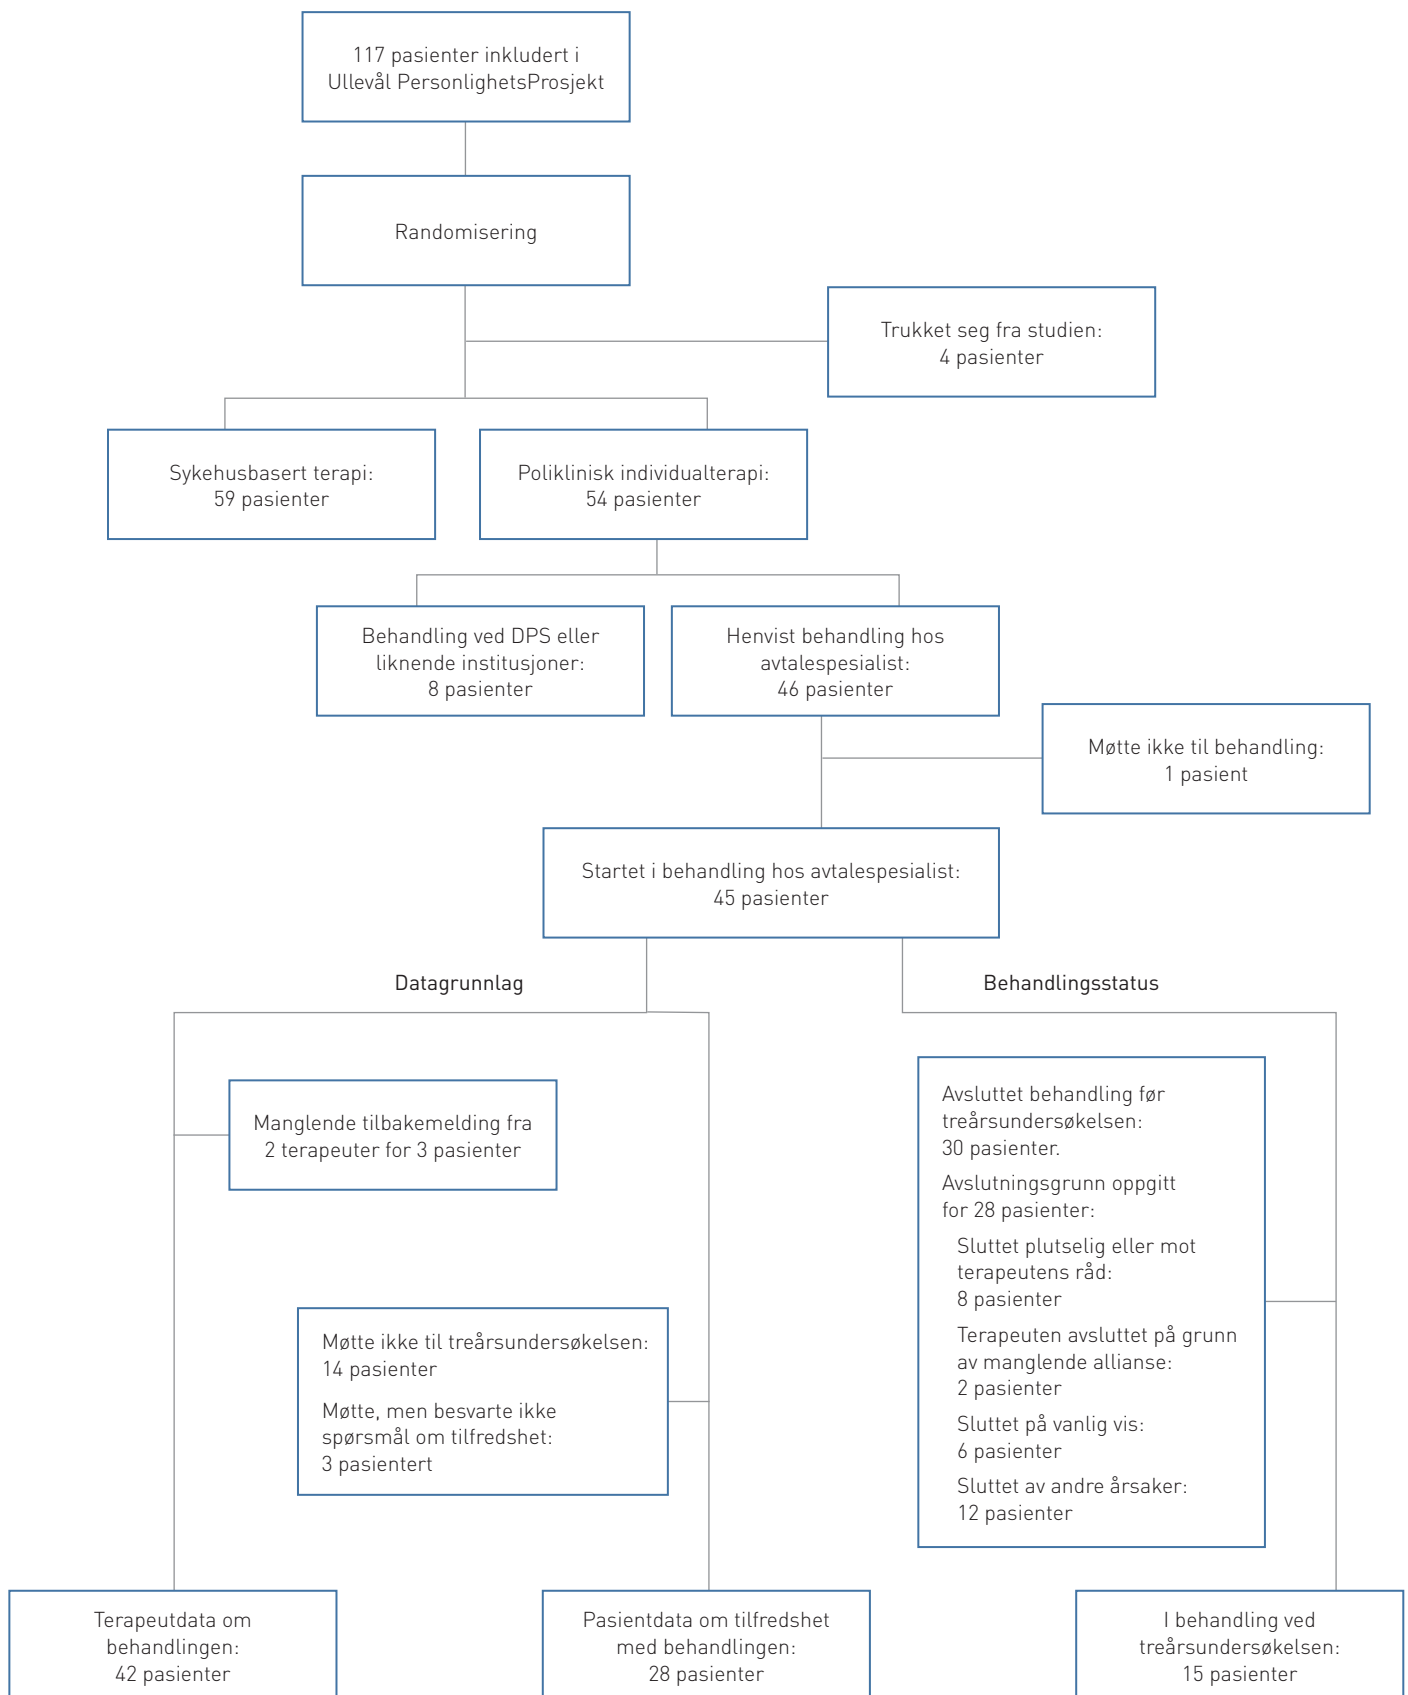 117 pasienter inkludert i
Ullevål PersonlighetsProsjekt
Randomisering
Trukket seg fra studien:
4 pasienter
Sykehusbasert terapi:
59 pasienter
Poliklinisk individualterapi:
54 pasienter
Behandling ved DPS eller
liknende institusjoner:
8 pasienter
Henvist behandling hos
avtalespesialist:
46 pasienter
Møtte ikke til behandling:
1 pasient
Startet i behandling hos avtalespesialist:
45 pasienter
Datagrunnlag
Behandlingsstatus
Manglende tilbakemelding fra
2 terapeuter for 3 pasienter
Møtte ikke til treårsundersøkelsen:
14 pasienter
Møtte, men besvarte ikke
spørsmål om tilfredshet:
3 pasientert
Avsluttet behandling før
treårsundersøkelsen:
30 pasienter.
Avslutningsgrunn oppgitt
for 28 pasienter:
Sluttet plutselig eller mot
terapeutens råd:
8 pasienter
Terapeuten avsluttet på grunn
av manglende allianse:
2 pasienter
Sluttet på vanlig vis:
6 pasienter
Sluttet av andre årsaker:
12 pasienter
Terapeutdata om
behandlingen:
42 pasienter
Pasientdata om tilfredshet
med behandlingen:
28 pasienter
I behandling ved
treårsundersøkelsen:
15 pasienter